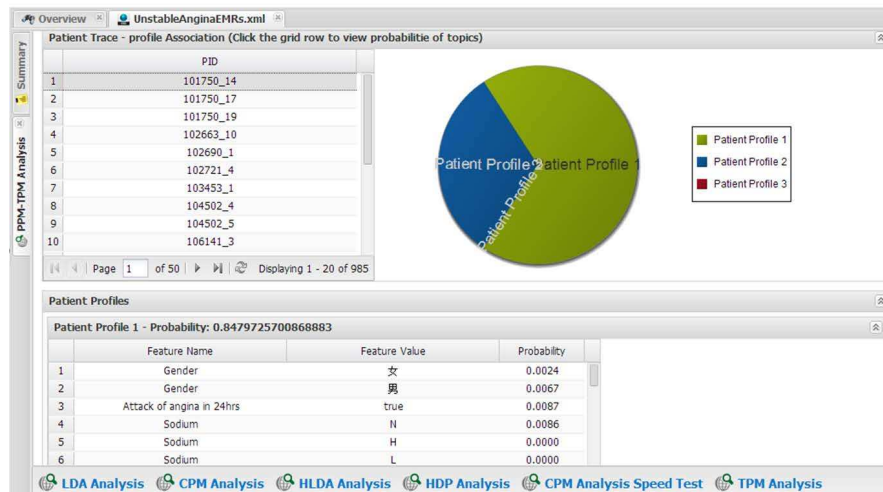 Overview UnstableAnginaEMRs.xml
Patient Trace - profile Association (Click the grid row to view probabilitie of topics)
Summary
PPM-TPM Analysis
PID
1 101750_14
2 101750_17
3 101750_19
4 102663_10
5 102690_1
6 102721_4
7 103453_1
8 104502_4
9 104502_5
10 106141_3
Page 1 of 50 Displaying 1 - 20 of 985
Patient Profile 2
Patient Profile 1
Patient Profile 3
Patient Profile 1
Patient Profile 2
Patient Profile 3
Patient Profiles
Patient Profile 1 - Probability: 0.8479725700868883
Feature Name Feature Value Probability
1 Gender 女 0.0024
2 Gender 男 0.0067
3 Attack of angina in 24hrs true 0.0087
4 Sodium N 0.0086
5 Sodium H 0.0000
6 Sodium L 0.0000
LDA Analysis CPM Analysis HLDA Analysis HDP Analysis CPM Analysis Speed Test TPM Analysis